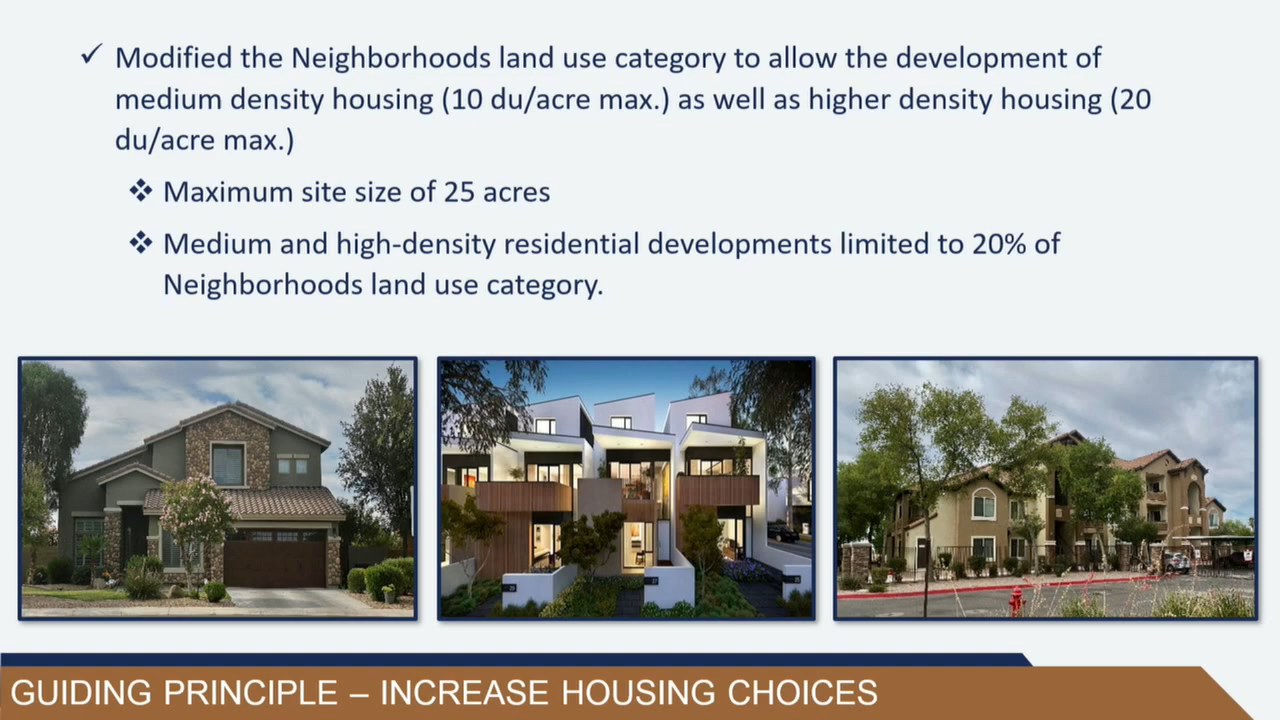 ✓ Modified the Neighborhoods land use category to allow the development of
medium density housing (10 du/acre max.) as well as higher density housing (20
du/acre max.)
❖ Maximum site size of 25 acres
❖ Medium and high-density residential developments limited to 20% of
Neighborhoods land use category.
GUIDING PRINCIPLE – INCREASE HOUSING CHOICES